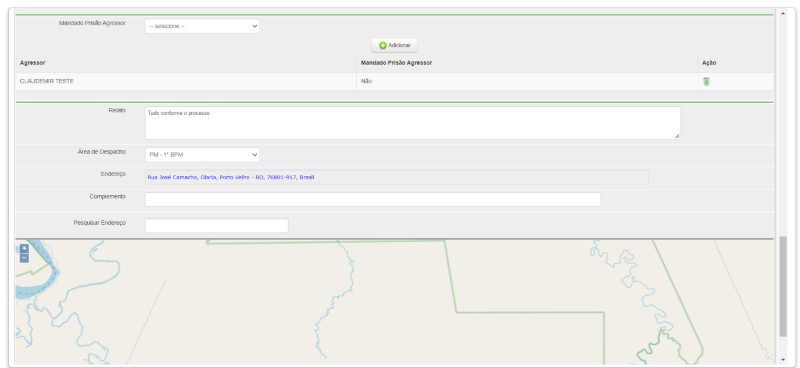 Mandado Prisão Agressor
-- selecione --
Adicionar
Agressor Mandado Prisão Agressor Ação
CLAUDEMIR TESTE Não
Relato
Tudo conforme o processo
Área de Despacho
PM - 1° BPM
Endereço
Rua José Camacho, Olaria, Porto Velho - RO, 76801-917, Brasil
Complemento
Pesquisar Endereço
+
−